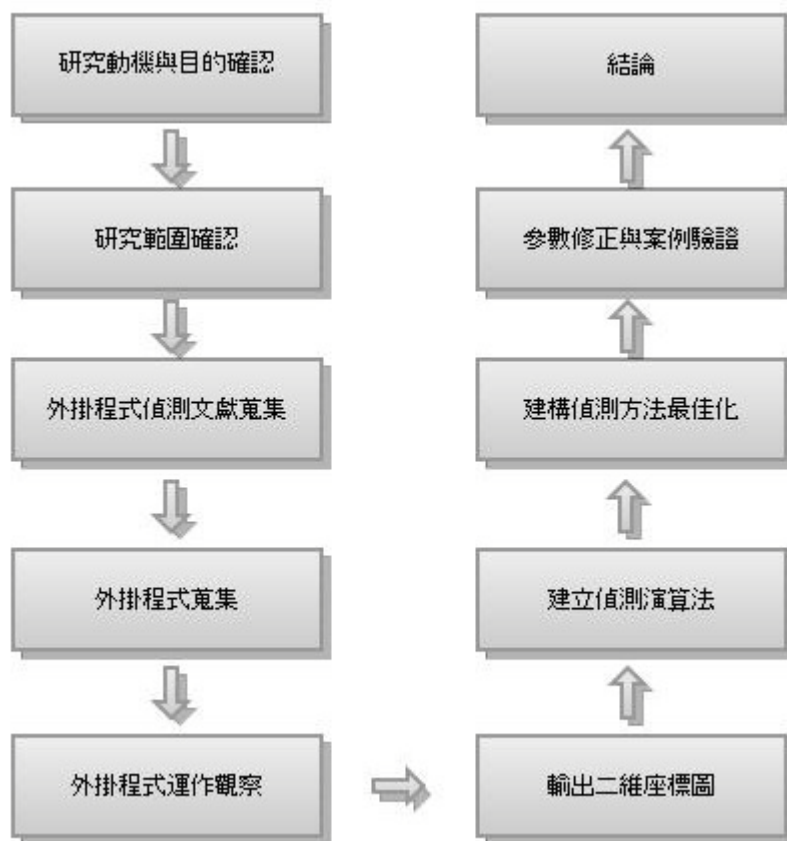 研究動機與目的確認
研究範圍確認
外掛程式偵測文獻蒐集
外掛程式蒐集
外掛程式運作觀察
輸出二維座標圖
建立偵測演算法
建構偵測方法最佳化
參數修正與案例驗證
結論